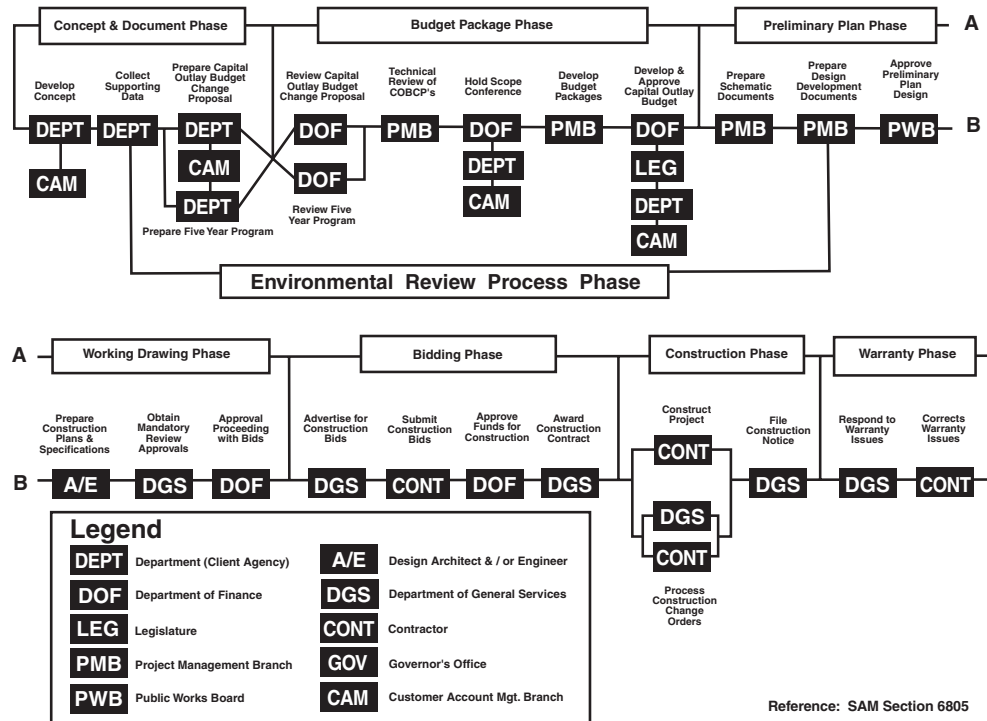 Concept & Document Phase
Budget Package Phase
Preliminary Plan Phase
A
Develop
Concept
Collect
Supporting
Data
Prepare Capital
Outlay Budget
Change
Proposal
Review Capital
Outlay Budget
Change Proposal
Technical
Review of
COBCP's
Hold Scope
Conference
Develop
Budget
Packages
Develop &
Approve
Capital Outlay
Budget
Prepare
Schematic
Documents
Prepare
Design
Development
Documents
Approve
Preliminary
Plan
Design
DEPT
DEPT
DEPT
DOF
PMB
DOF
PMB
DOF
PMB
PMB
PWB
B
CAM
CAM
DEPT
DOF
DEPT
CAM
LEG
DEPT
CAM
Prepare Five Year Program
Review Five
Year Program
Environmental Review Process Phase
A
Working Drawing Phase
Bidding Phase
Construction Phase
Warranty Phase
Prepare
Construction
Plans &
Specifications
Obtain
Mandatory
Review
Approvals
Approval
Proceeding
with Bids
Advertise for
Construction
Bids
Submit
Construction
Bids
Approve
Funds for
Construction
Award
Construction
Contract
Construct
Project
File
Construction
Notice
Respond to
Warranty
Issues
Corrects
Warranty
Issues
B
A/E
DGS
DOF
DGS
CONT
DOF
DGS
CONT
DGS
CONT
DGS
DGS
CONT
Process
Construction
Change
Orders
Legend
DEPT Department (Client Agency)
DOF Department of Finance
LEG Legislature
PMB Project Management Branch
PWB Public Works Board
A/E Design Architect & / or Engineer
DGS Department of General Services
CONT Contractor
GOV Governor's Office
CAM Customer Account Mgt. Branch
Reference: SAM Section 6805